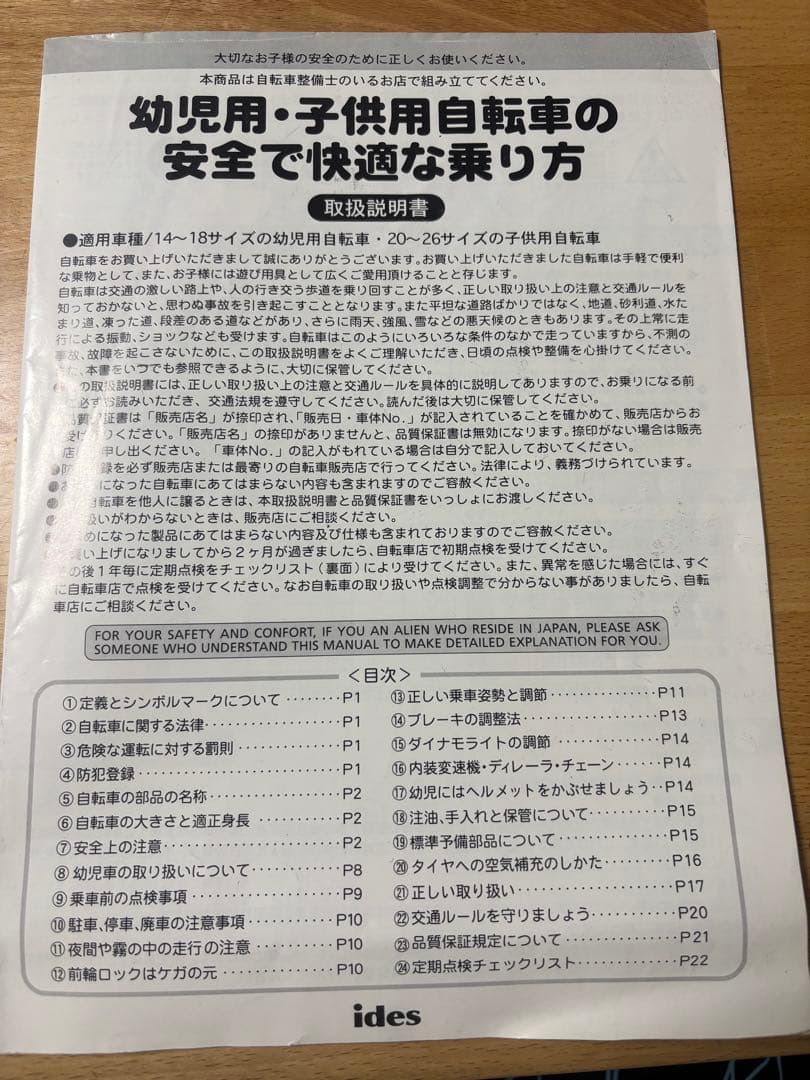 大切なお子様の安全のために正しくお使いください。
本商品は自転車整備士のいるお店で組み立ててください。
幼児用・子供用自転車の
安全で快適な乗り方
取扱説明書
●適用車種/14～18サイズの幼児用自転車・20～26サイズの子供用自転車
自転車をお買い上げいただきまして誠にありがとうございます。お買い上げいただきました自転車は手軽で便利
な乗物として、また、お子様には遊び用具として広くご愛用頂けることと存じます。
自転車は交通の激しい路上や、人の行き交う歩道を乗り回すことが多く、正しい取り扱い上の注意と交通ルールを
知っておかないと、思わぬ事故を引き起こすこととなります。また平坦な道路ばかりではなく、地道、砂利道、水た
まり道、凍った道、段差のある道などがあり、さらに雨天、強風、雪などの悪天候のときもあります。その上常に走
行による振動、ショックなども受けます。自転車はこのようにいろいろな条件のなかで走っていますから、不測の
事故、故障を起こさないために、この取扱説明書をよくご理解いただき、日頃の点検や整備を心掛けてください。
また、本書をいつでも参照できるように、大切に保管してください。
の取扱説明書には、正しい取り扱い上の注意と交通ルールを具体的に説明してありますので、お乗りになる前
に必ずお読みいただき、交通法規を遵守してください。読んだ後は大切に保管してください。
品質保証書は「販売店名」が捺印され、「販売日・車体No.」が記入されていることを確かめて、販売店からお
受け りください。「販売店名」の捺印がありませんと、品質保証書は無効になります。捺印がない場合は販売
店 申し出ください。「車体No.」の記入がもれている場合は自分で記入しておいてください。
●防 録を必ず販売店または最寄りの自転車販売店で行ってください。法律により、義務づけられています。
●お になった自転車にあてはまらない内容も含まれますのでご容赦ください。
自転車を他人に譲るときは、本取扱説明書と品質保証書をいっしょにお渡しください。
扱いがわからないときは、販売店にご相談ください。
めになった製品にあてはまらない内容及び仕様も含まれておりますのでご容赦ください。
買い上げになりましてから2ヶ月が過ぎましたら、自転車店で初期点検を受けてください。
その後1年毎に定期点検をチェックリスト(裏面)により受けてください。また、異常を感じた場合には、すぐ
に自転車店で点検を受けてください。なお自転車の取り扱いや点検調整で分からない事がありましたら、自転
車店にご相談ください。
FOR YOUR SAFETY AND CONFORT, IF YOU AN ALIEN WHO RESIDE IN JAPAN, PLEASE ASK
SOMEONE WHO UNDERSTAND THIS MANUAL TO MAKE DETAILED EXPLANATION FOR YOU.
＜目次＞
①定義とシンボルマークについて ········P1
②自転車に関する法律··················P1
③危険な運転に対する罰則 ·············P1
④防犯登録 ··························P1
⑤自転車の部品の名称 ················P2
⑥自転車の大きさと適正身長 ··········P2
⑦安全上の注意 ······················P2
⑧幼児車の取り扱いについて ··········P8
⑨乗車前の点検事項 ··················P9
⑩駐車、停車、廃車の注意事項 ·········P10
⑪夜間や霧の中の走行の注意 ·········P10
⑫前輪ロックはケガの元 ·············P10
⑬正しい乗車姿勢と調節 ·············P11
⑭ブレーキの調整法 ················P13
⑮ダイナモライトの調節 ············P14
⑯内装変速機・ディレーラ・チェーン ·····P14
⑰幼児にはヘルメットをかぶせましょう··P14
⑱注油、手入れと保管について ·······P15
⑲標準予備部品について ············P15
⑳タイヤへの空気補充のしかた ·······P16
㉑正しい取り扱い ·················P17
㉒交通ルールを守りましょう ·········P20
㉓品質保証規定について ············P21
㉔定期点検チェックリスト············P22
ides